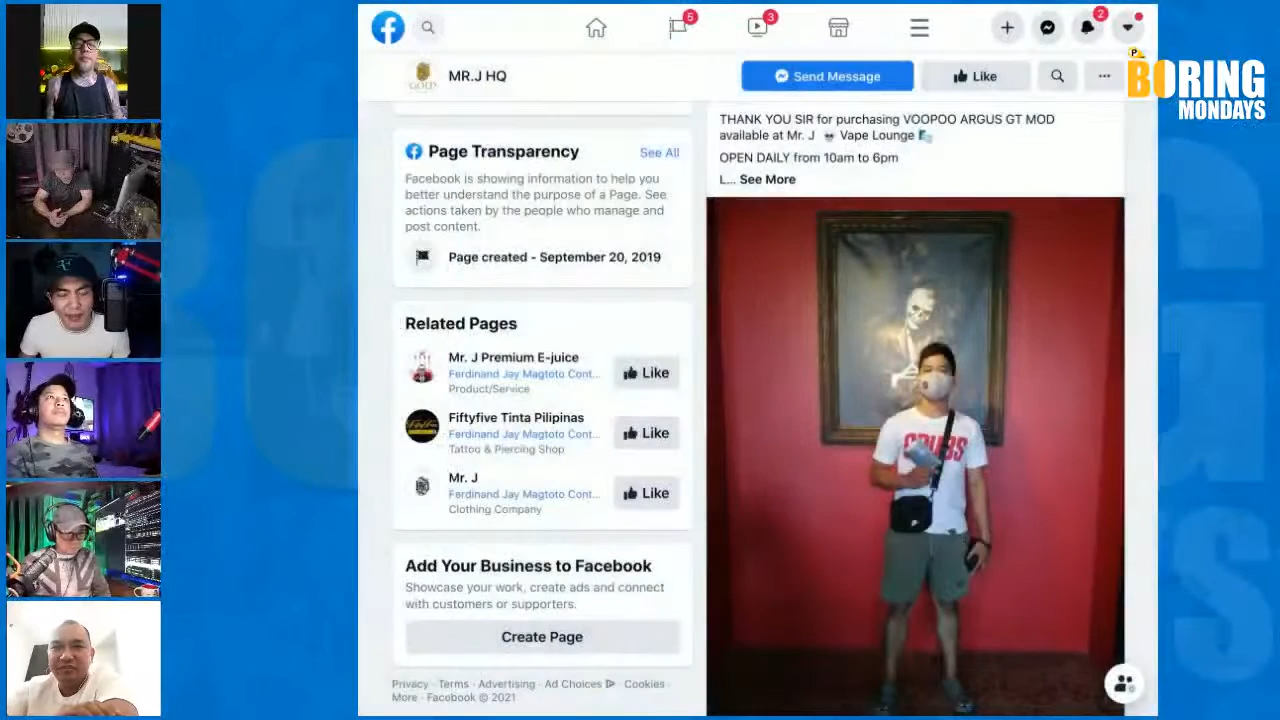 5
3
2
MR.J HQ
Send Message
Like
BORING
MONDAYS
GOLD
Page Transparency
See All
Facebook is showing information to help you
better understand the purpose of a Page. See
actions taken by the people who manage and
post content.
Page created - September 20, 2019
Related Pages
Mr. J Premium E-juice
Ferdinand Jay Magtoto Cont...
Product/Service
Like
Fiftyfive Tinta Pilipinas
Ferdinand Jay Magtoto Cont...
Tattoo & Piercing Shop
Like
Mr. J
Ferdinand Jay Magtoto Cont...
Clothing Company
Like
Add Your Business to Facebook
Showcase your work, create ads and connect
with customers or supporters.
Create Page
Privacy · Terms · Advertising · Ad Choices · Cookies ·
More · Facebook © 2021
THANK YOU SIR for purchasing VOOPOO ARGUS GT MOD
available at Mr. J Vape Lounge
OPEN DAILY from 10am to 6pm
L... See More